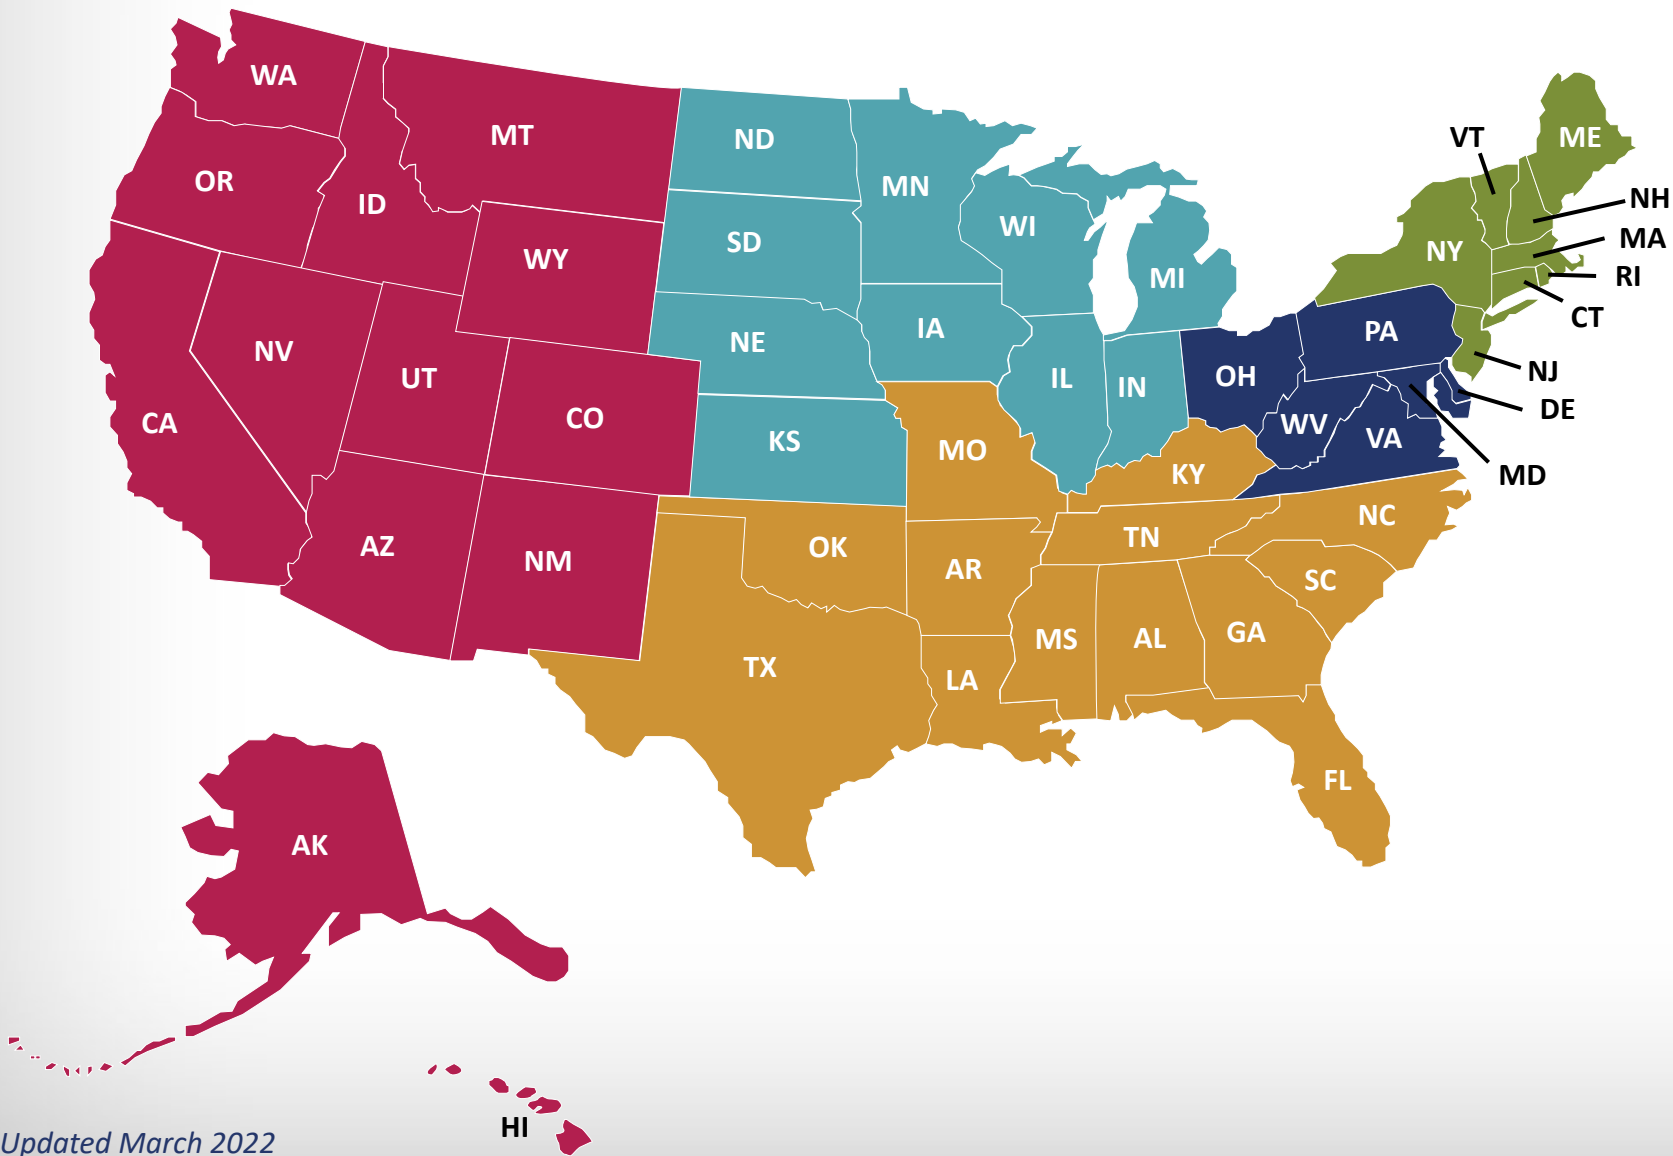 WA
MT
ND
MN
VT
ME
OR
ID
WY
SD
WI
MI
NH
NY
MA
RI
CT
NV
UT
CO
NE
IA
IL
IN
OH
PA
NJ
DE
CA
KS
MO
KY
WV
VA
MD
AZ
NM
OK
AR
TN
NC
SC
TX
LA
MS
AL
GA
FL
AK
HI
Updated March 2022